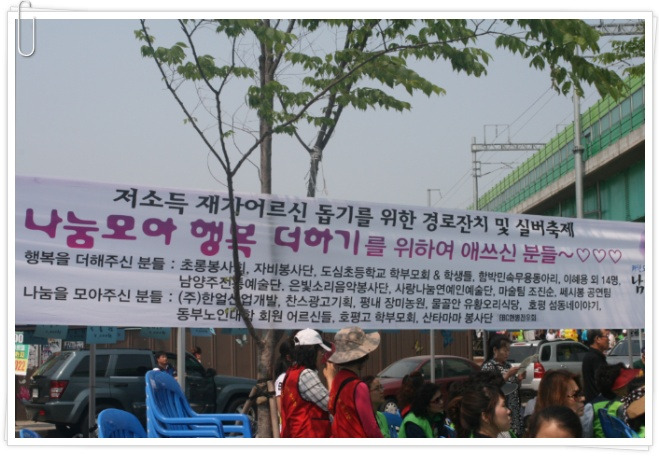 저소득 재가어르신 돕기를 위한 경로잔치 및 실버축제
나눔모아 행복 더하기를 위하여 애쓰신 분들~♡♡♡
행복을 더해주신 분들 : 초롱봉사회, 자비봉사단, 도심초등학교 학부모회 & 학생들, 함박민속무용동아리, 이혜용 외 14명,
남양주전통예술단, 은빛소리음악봉사단, 사랑나눔연예인예술단, 마술팀 조진순, 쎄시봉 공연팀
나눔을 모아주신 분들 : (주)한얼산업개발, 찬스광고기획, 평내 장미농원, 물골안 유황오리식당, 호평 섬동네이야기,
동부노인대학 회원 어르신들, 호평고 학부모회, 산타마마 봉사단